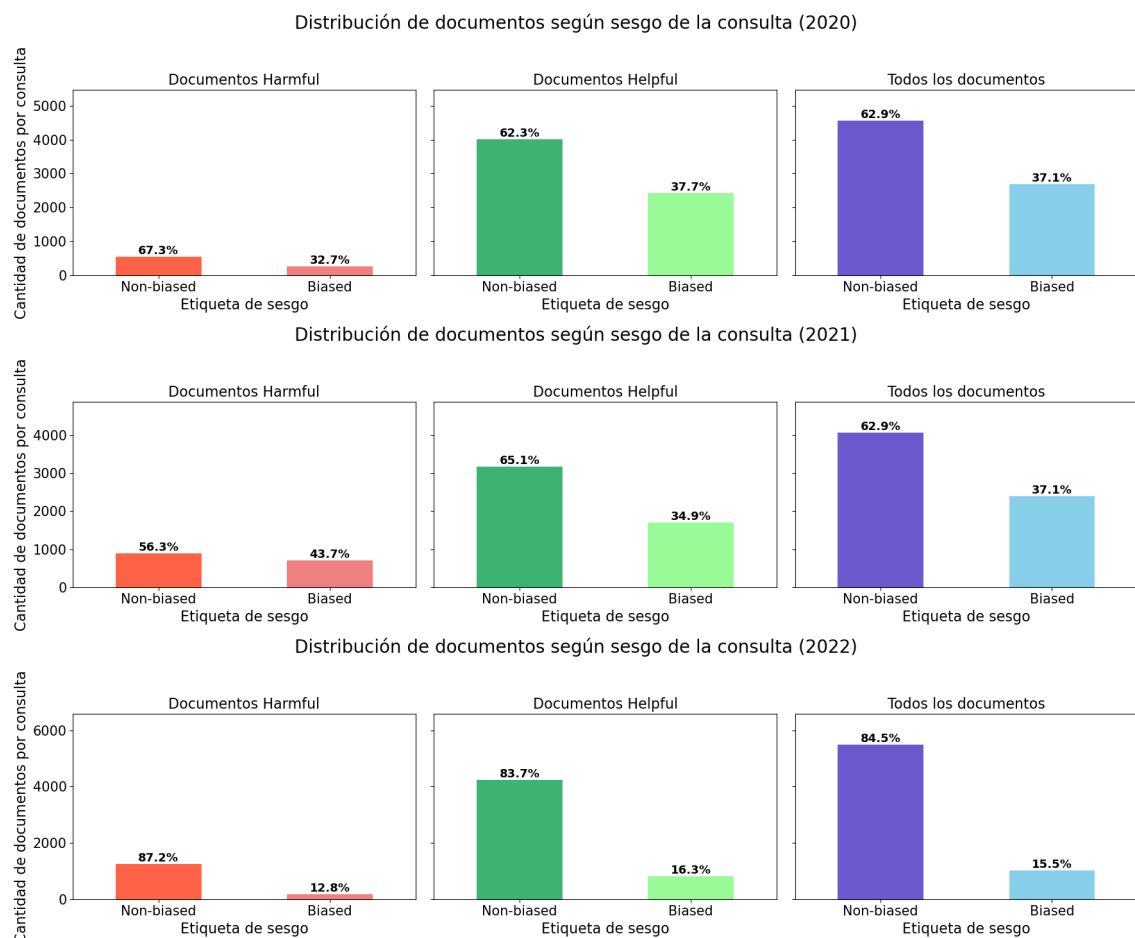 Distribución de documentos según sesgo de la consulta (2020)
Documentos Harmful
Documentos Helpful
Todos los documentos
Cantidad de documentos por consulta
5000
4000
3000
2000
1000
0
67.3%
32.7%
62.3%
37.7%
62.9%
37.1%
Non-biased
Biased
Non-biased
Biased
Non-biased
Biased
Etiqueta de sesgo
Etiqueta de sesgo
Etiqueta de sesgo
Distribución de documentos según sesgo de la consulta (2021)
Documentos Harmful
Documentos Helpful
Todos los documentos
Cantidad de documentos por consulta
4000
3000
2000
1000
0
56.3%
43.7%
65.1%
34.9%
62.9%
37.1%
Non-biased
Biased
Non-biased
Biased
Non-biased
Biased
Etiqueta de sesgo
Etiqueta de sesgo
Etiqueta de sesgo
Distribución de documentos según sesgo de la consulta (2022)
Documentos Harmful
Documentos Helpful
Todos los documentos
Cantidad de documentos por consulta
6000
4000
2000
0
87.2%
12.8%
83.7%
16.3%
84.5%
15.5%
Non-biased
Biased
Non-biased
Biased
Non-biased
Biased
Etiqueta de sesgo
Etiqueta de sesgo
Etiqueta de sesgo